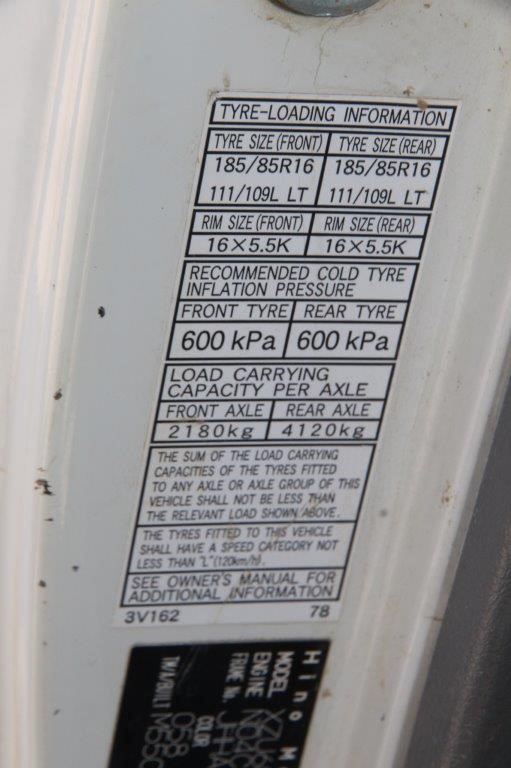 TYRE-LOADING INFORMATION
TYRE SIZE (FRONT) TYRE SIZE (REAR)
185/85R16 185/85R16
111/109L LT 111/109L LT
RIM SIZE (FRONT) RIM SIZE (REAR)
16×5.5K 16×5.5K
RECOMMENDED COLD TYRE
INFLATION PRESSURE
FRONT TYRE REAR TYRE
600 kPa 600 kPa
LOAD CARRYING
CAPACITY PER AXLE
FRONT AXLE REAR AXLE
2180kg 4120kg
THE SUM OF THE LOAD CARRYING
CAPACITIES OF THE TYRES FITTED
TO ANY AXLE OR AXLE GROUP OF THIS
VEHICLE SHALL NOT BE LESS THAN
THE RELEVANT LOAD SHOWN ABOVE.
THE TYRES FITTED TO THIS VEHICLE
SHALL HAVE A SPEED CATEGORY NOT
LESS THAN "L" (120km/h).
SEE OWNER'S MANUAL FOR
ADDITIONAL INFORMATION
3V162 78
Hino
MODEL
ENGINE
FRME No.
COLOR
058